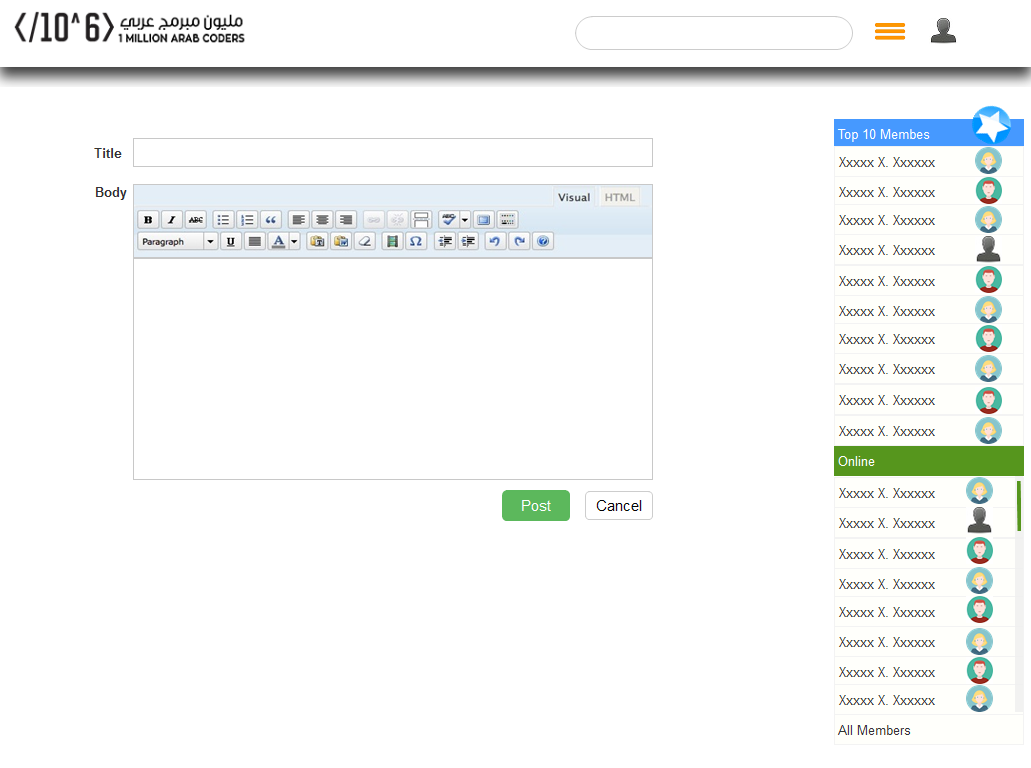 </10^6> مليون مبرمج عربي
1 MILLION ARAB CODERS
Title
Body
Visual HTML
B I ABC
ABC
Paragraph U A
Post Cancel
Top 10 Membes
Xxxxx X. Xxxxxx
Xxxxx X. Xxxxxx
Xxxxx X. Xxxxxx
Xxxxx X. Xxxxxx
Xxxxx X. Xxxxxx
Xxxxx X. Xxxxxx
Xxxxx X. Xxxxxx
Xxxxx X. Xxxxxx
Xxxxx X. Xxxxxx
Xxxxx X. Xxxxxx
Online
Xxxxx X. Xxxxxx
Xxxxx X. Xxxxxx
Xxxxx X. Xxxxxx
Xxxxx X. Xxxxxx
Xxxxx X. Xxxxxx
Xxxxx X. Xxxxxx
Xxxxx X. Xxxxxx
Xxxxx X. Xxxxxx
All Members